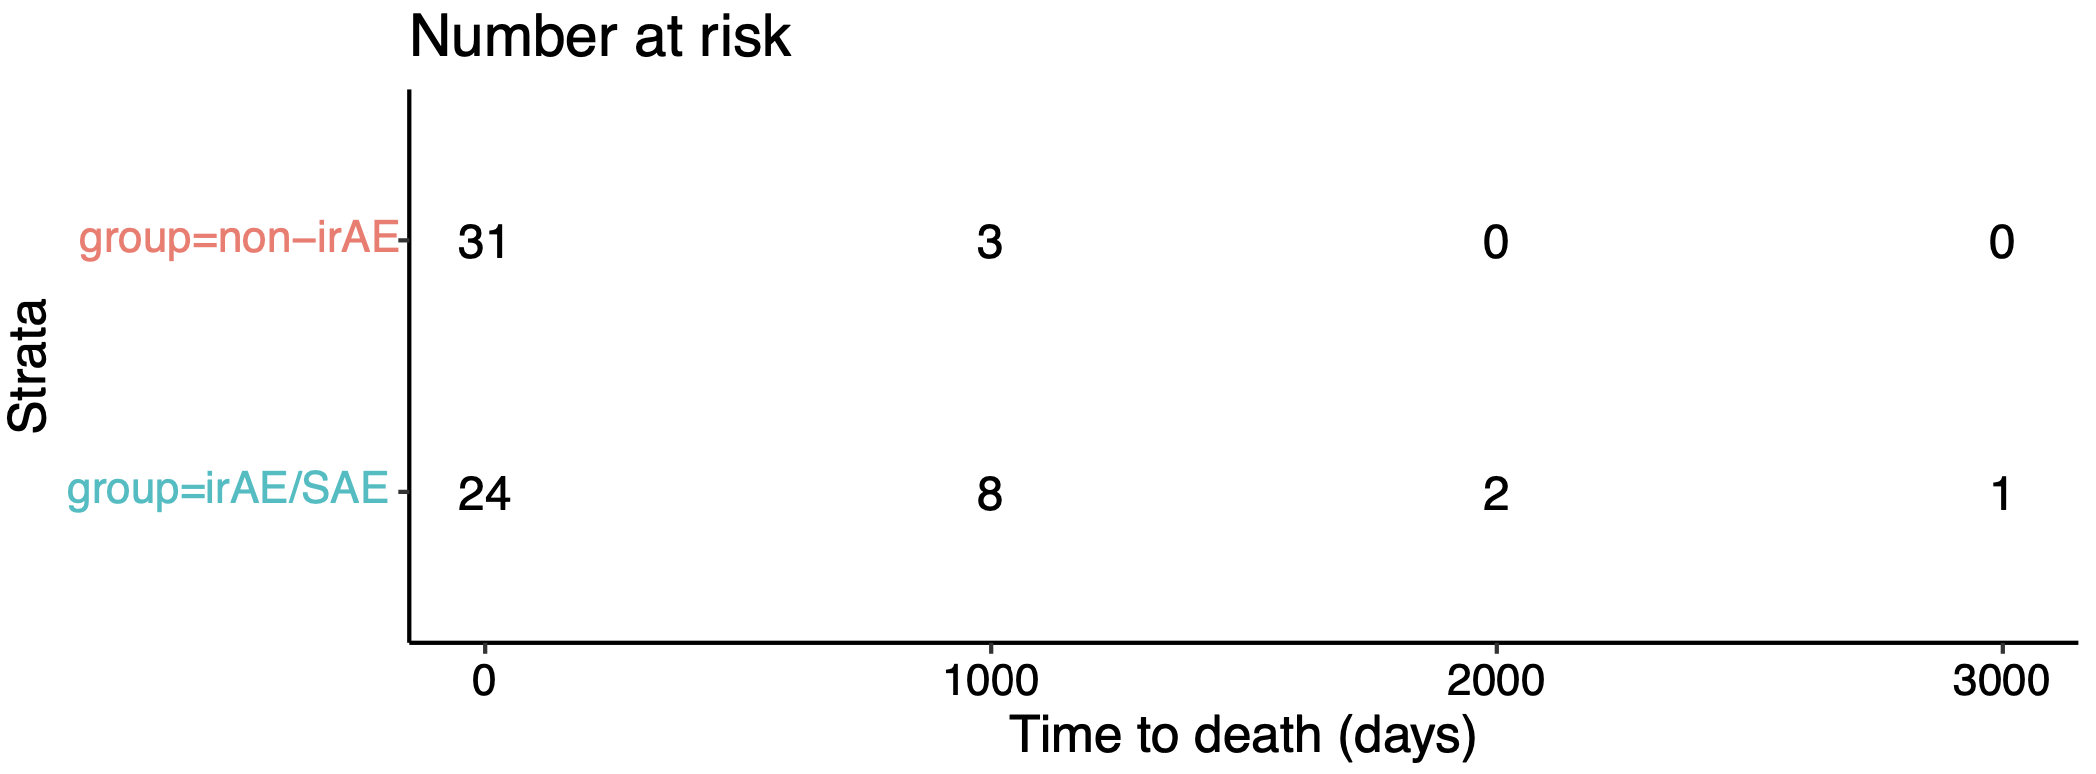 Number at risk
Strata
group=non−irAE 31 3 0 0
group=irAE/SAE 24 8 2 1
0 1000 2000 3000
Time to death (days)